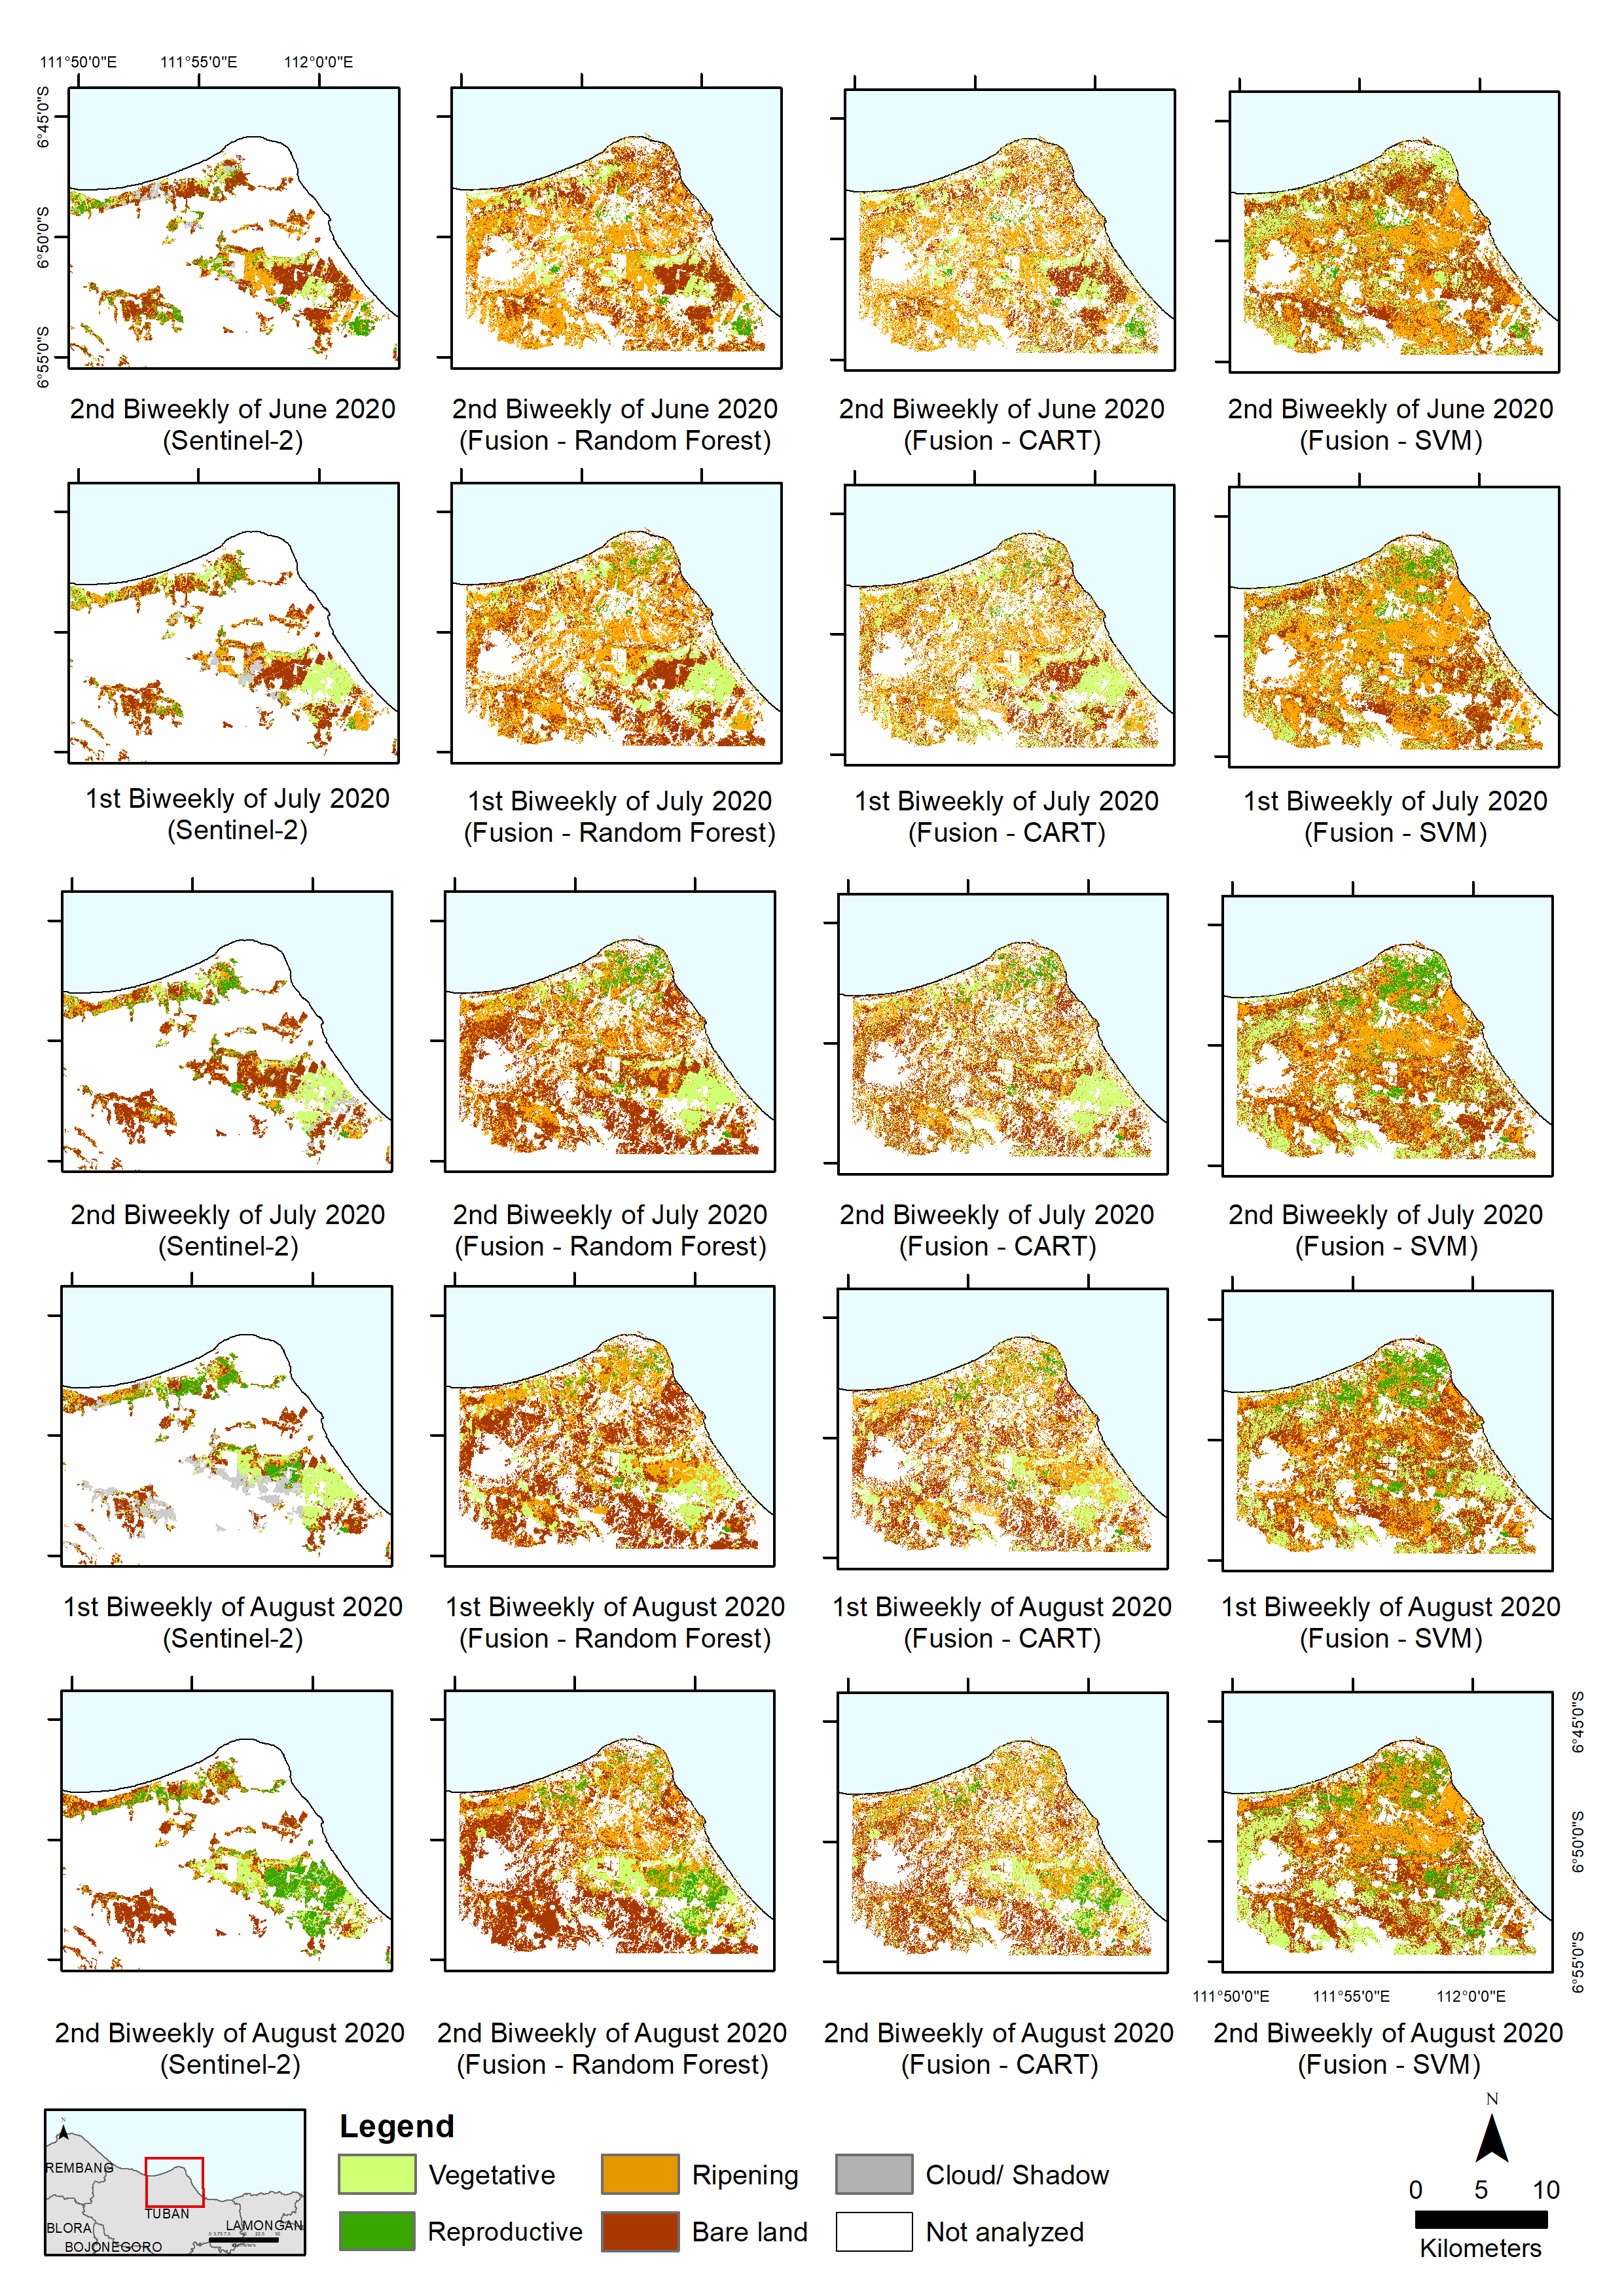 111°50'0"E 111°55'0"E 112°0'0"E
6°45'0"S
6°50'0"S
6°55'0"S
2nd Biweekly of June 2020
(Sentinel-2)
2nd Biweekly of June 2020
(Fusion - Random Forest)
2nd Biweekly of June 2020
(Fusion - CART)
2nd Biweekly of June 2020
(Fusion - SVM)
1st Biweekly of July 2020
(Sentinel-2)
1st Biweekly of July 2020
(Fusion - Random Forest)
1st Biweekly of July 2020
(Fusion - CART)
1st Biweekly of July 2020
(Fusion - SVM)
2nd Biweekly of July 2020
(Sentinel-2)
2nd Biweekly of July 2020
(Fusion - Random Forest)
2nd Biweekly of July 2020
(Fusion - CART)
2nd Biweekly of July 2020
(Fusion - SVM)
1st Biweekly of August 2020
(Sentinel-2)
1st Biweekly of August 2020
(Fusion - Random Forest)
1st Biweekly of August 2020
(Fusion - CART)
1st Biweekly of August 2020
(Fusion - SVM)
6°45'0"S
6°50'0"S
6°55'0"S
111°50'0"E 111°55'0"E 112°0'0"E
2nd Biweekly of August 2020
(Sentinel-2)
2nd Biweekly of August 2020
(Fusion - Random Forest)
2nd Biweekly of August 2020
(Fusion - CART)
2nd Biweekly of August 2020
(Fusion - SVM)
N
REMBANG
TUBAN
BLORA
LAMONGAN
BOJONEGORO
Legend
Vegetative
Ripening
Cloud/ Shadow
Reproductive
Bare land
Not analyzed
N
0 5 10
Kilometers